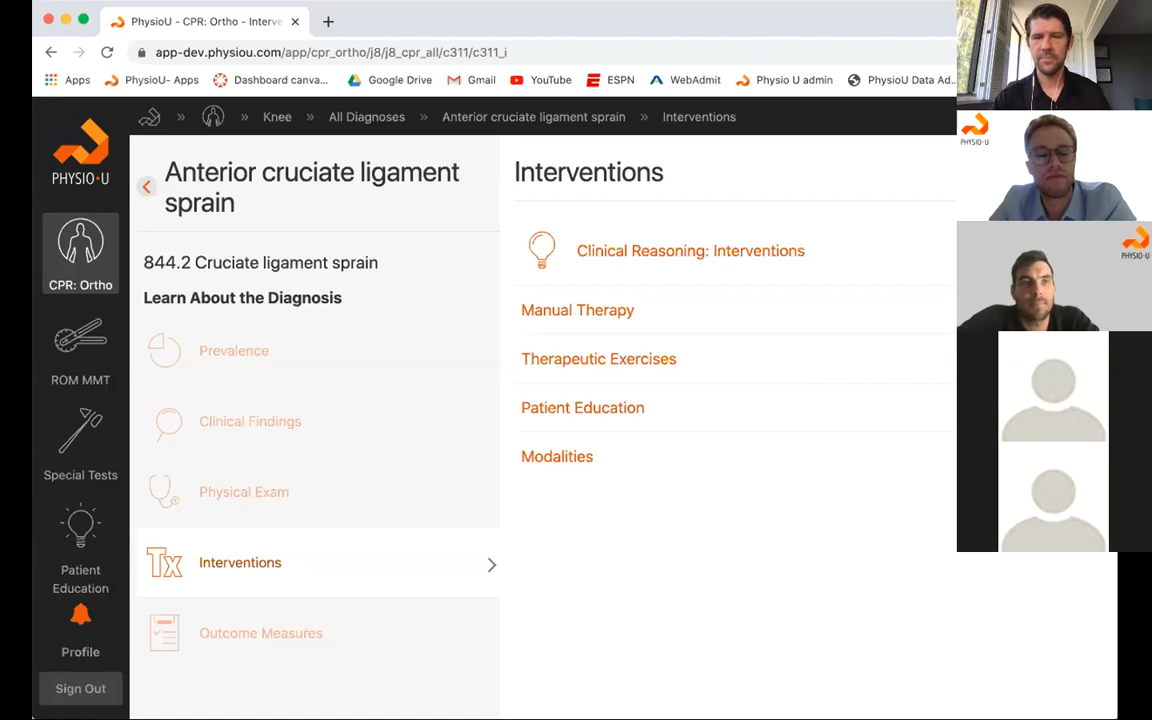 PhysioU - CPR: Ortho - Interve
app-dev.physiou.com/app/cpr_ortho/j8/j8_cpr_all/c311/c311_i
Apps PhysioU- Apps Dashboard canva... Google Drive Gmail YouTube ESPN WebAdmit Physio U admin PhysioU Data Ad...
» » Knee » All Diagnoses » Anterior cruciate ligament sprain » Interventions
PHYSIO•U
CPR: Ortho
ROM MMT
Special Tests
Patient
Education
Profile
Sign Out
Anterior cruciate ligament
sprain
844.2 Cruciate ligament sprain
Learn About the Diagnosis
Prevalence
Clinical Findings
Physical Exam
Tx Interventions
Outcome Measures
Interventions
Clinical Reasoning: Interventions
Manual Therapy
Therapeutic Exercises
Patient Education
Modalities
PHYSIO•U
PHYSIO•U